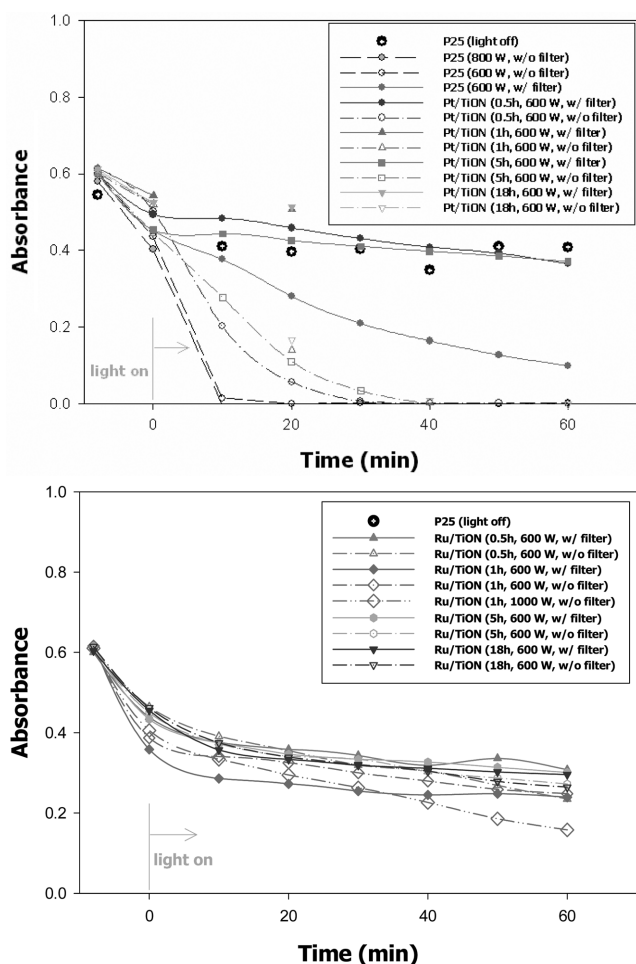 1.0
0.8
0.6
0.4
0.2
0.0
Absorbance
P25 (light off)
P25 (800 W, w/o filter)
P25 (600 W, w/o filter)
P25 (600 W, w/ filter)
Pt/TiON (0.5h, 600 W, w/ filter)
Pt/TiON (0.5h, 600 W, w/o filter)
Pt/TiON (1h, 600 W, w/ filter)
Pt/TiON (1h, 600 W, w/o filter)
Pt/TiON (5h, 600 W, w/ filter)
Pt/TiON (5h, 600 W, w/o filter)
Pt/TiON (18h, 600 W, w/ filter)
Pt/TiON (18h, 600 W, w/o filter)
light on
0 20 40 60
Time (min)
1.0
0.8
0.6
0.4
0.2
0.0
Absorbance
P25 (light off)
Ru/TiON (0.5h, 600 W, w/ filter)
Ru/TiON (0.5h, 600 W, w/o filter)
Ru/TiON (1h, 600 W, w/ filter)
Ru/TiON (1h, 600 W, w/o filter)
Ru/TiON (1h, 1000 W, w/o filter)
Ru/TiON (5h, 600 W, w/ filter)
Ru/TiON (5h, 600 W, w/o filter)
Ru/TiON (18h, 600 W, w/ filter)
Ru/TiON (18h, 600 W, w/o filter)
light on
0 20 40 60
Time (min)